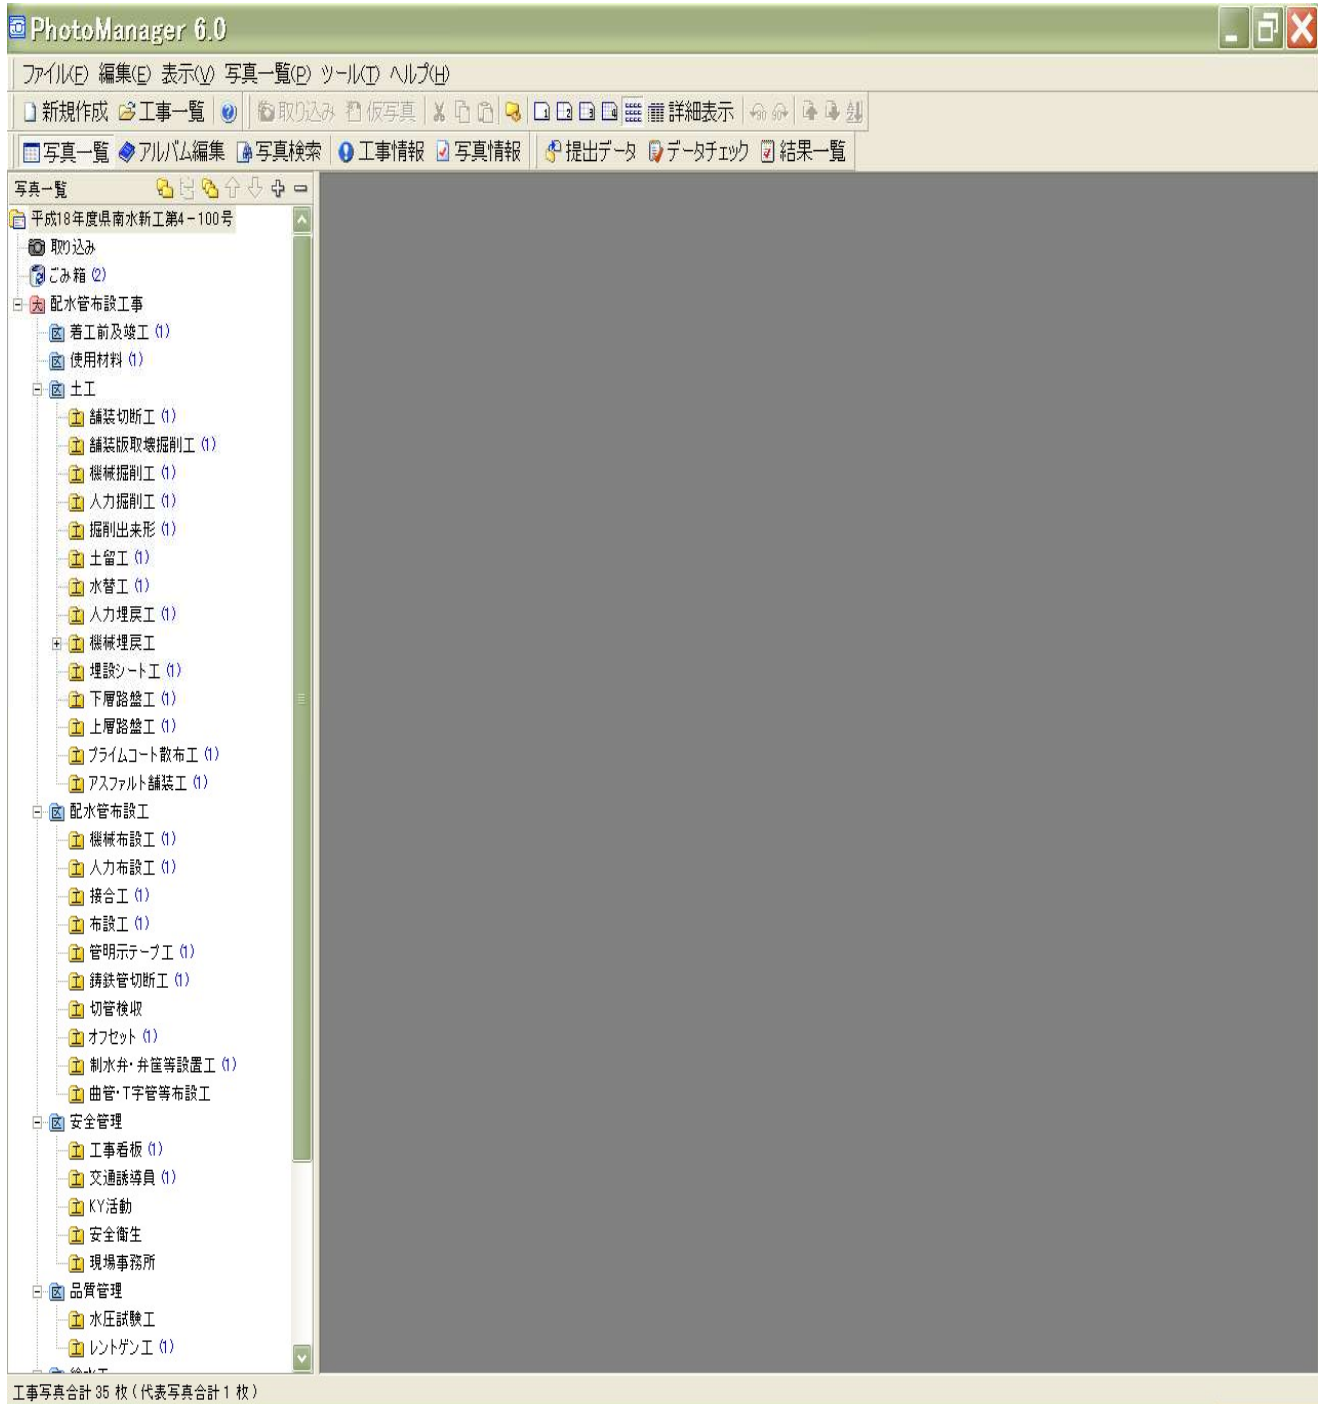 PhotoManager 6.0
ファイル(F) 編集(E) 表示(V) 写真一覧(P) ツール(T) ヘルプ(H)
新規作成 工事一覧 取り込み 仮写真 詳細表示
写真一覧 アルバム編集 写真検索 工事情報 写真情報 提出データ データチェック 結果一覧
写真一覧
平成18年度県南水新工第4-100号
取り込み
ごみ箱 (2)
配水管布設工事
着工前及竣工 (1)
使用材料 (1)
土工
舗装切断工 (1)
舗装版取壊掘削工 (1)
機械掘削工 (1)
人力掘削工 (1)
掘削出来形 (1)
土留工 (1)
水替工 (1)
人力埋戻工 (1)
機械埋戻工
埋設シート工 (1)
下層路盤工 (1)
上層路盤工 (1)
プライムコート散布工 (1)
アスファルト舗装工 (1)
配水管布設工
機械布設工 (1)
人力布設工 (1)
接合工 (1)
布設工 (1)
管明示テープ工 (1)
鋳鉄管切断工 (1)
切管検収
オフセット (1)
制水弁・弁筐等設置工 (1)
曲管・T字管等布設工
安全管理
工事看板 (1)
交通誘導員 (1)
KY活動
安全衛生
現場事務所
品質管理
水圧試験工
レントゲン工 (1)
工事写真合計 35 枚 ( 代表写真合計 1 枚 )